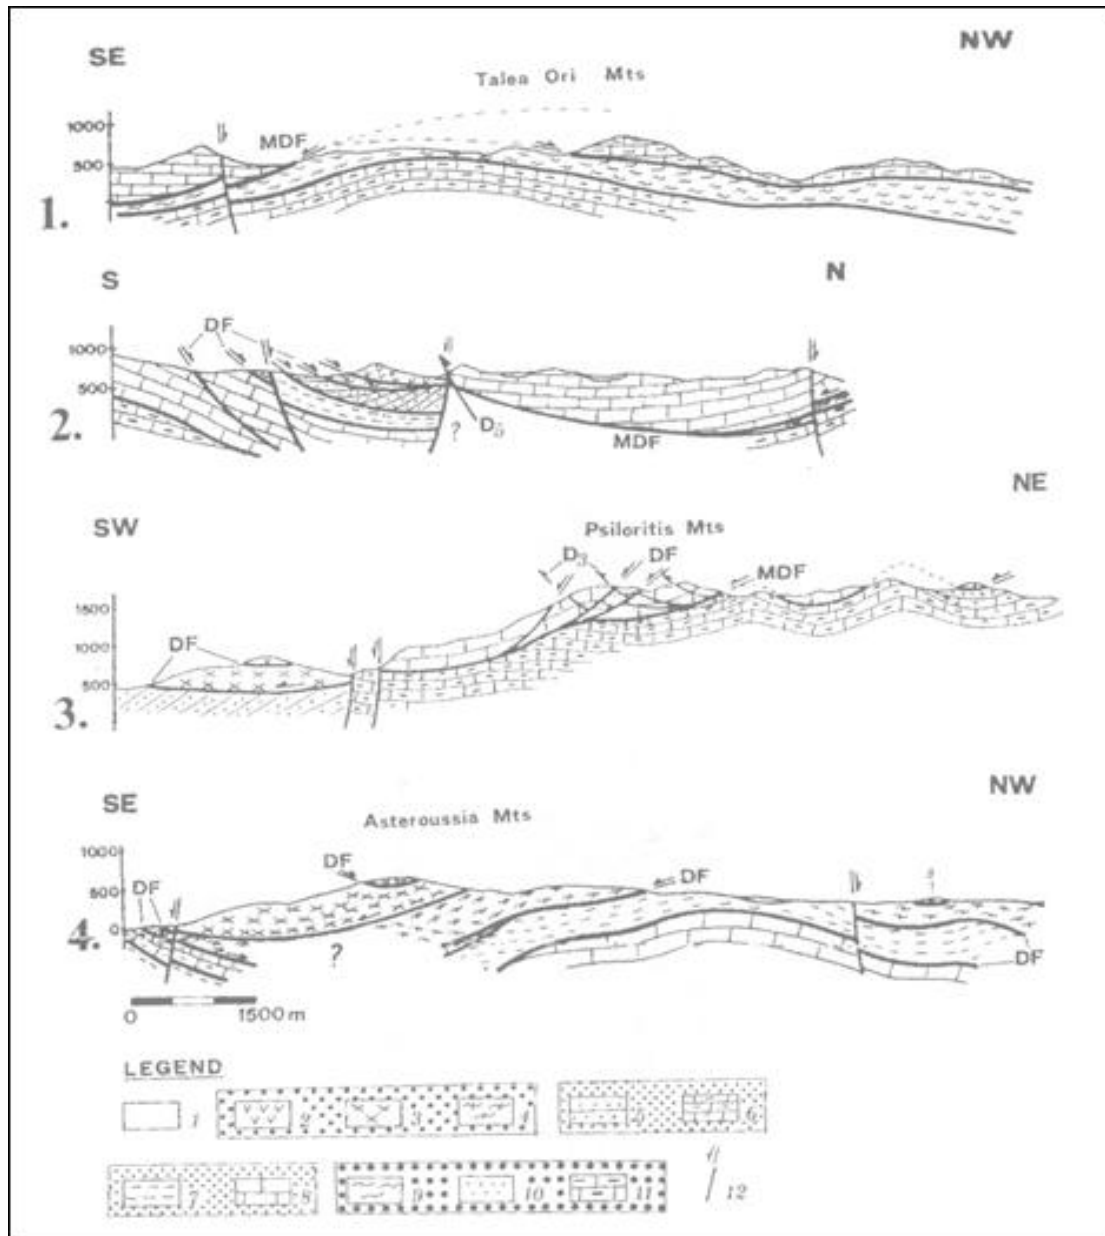 SE NW
Talea Ori Mts
1000
MDF
500
0
1.
S N
DF
1000
500
2.
? D5
MDF
NE
SW
Psiloritis Mts
D3 DF
MDF
1500
1000
DF
500
3.
SE NW
Asteroussia Mts
1000
DF
DF
500
DF
0
4.
?
DF
0 1500 m
LEGEND
1 2 3 4 5 6
7 8 9 10 11 12